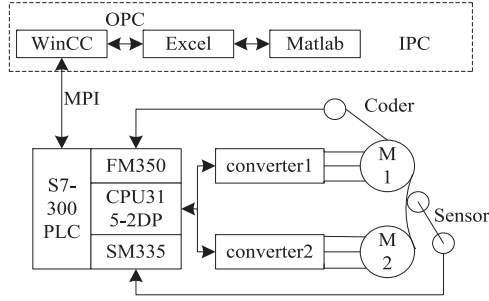 OPC
WinCC
Excel
Matlab
IPC
MPI
Coder
S7-
300
PLC
FM350
CPU31
5-2DP
SM335
converter1
converter2
M
1
M
2
Sensor